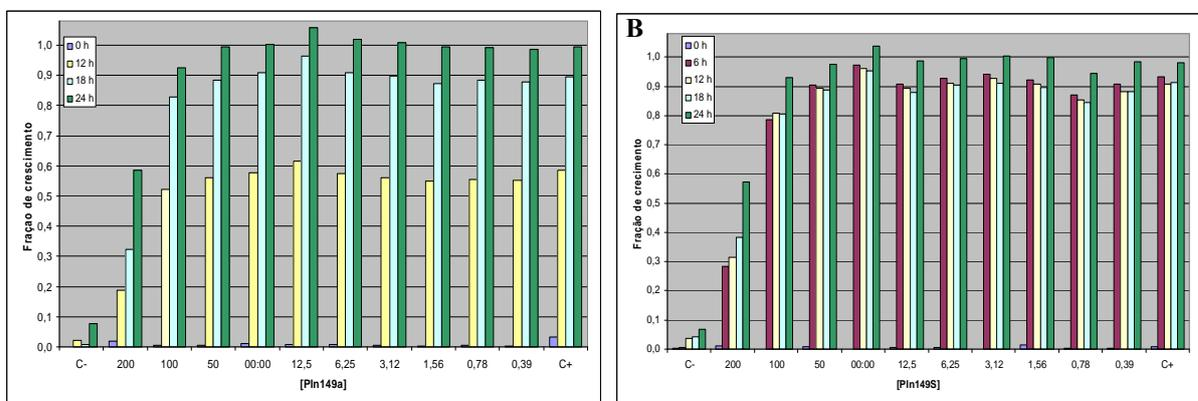 1,0
0,9
0,8
0,7
0,6
0,5
0,4
0,3
0,2
0,1
0,0
Fraçao de crescimento
0 h
12 h
18 h
24 h
C- 200 100 50 00:00 12,5 6,25 3,12 1,56 0,78 0,39 C+
[Pln149a]
B
1,0
0,9
0,8
0,7
0,6
0,5
0,4
0,3
0,2
0,1
0,0
Fração de crecimento
0 h
6 h
12 h
18 h
24 h
C- 200 100 50 00:00 12,5 6,25 3,12 1,56 0,78 0,39 C+
[Pln149S]